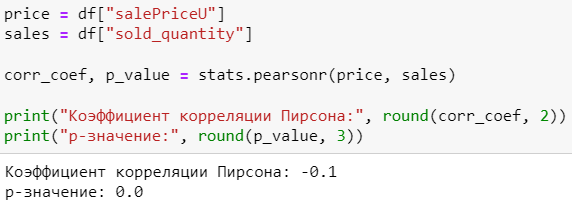 price = df["salePriceU"]
sales = df["sold_quantity"]
corr_coef, p_value = stats.pearsonr(price, sales)
print("Коэффициент корреляции Пирсона:", round(corr_coef, 2))
print("p-значение:", round(p_value, 3))
Коэффициент корреляции Пирсона: -0.1
p-значение: 0.0